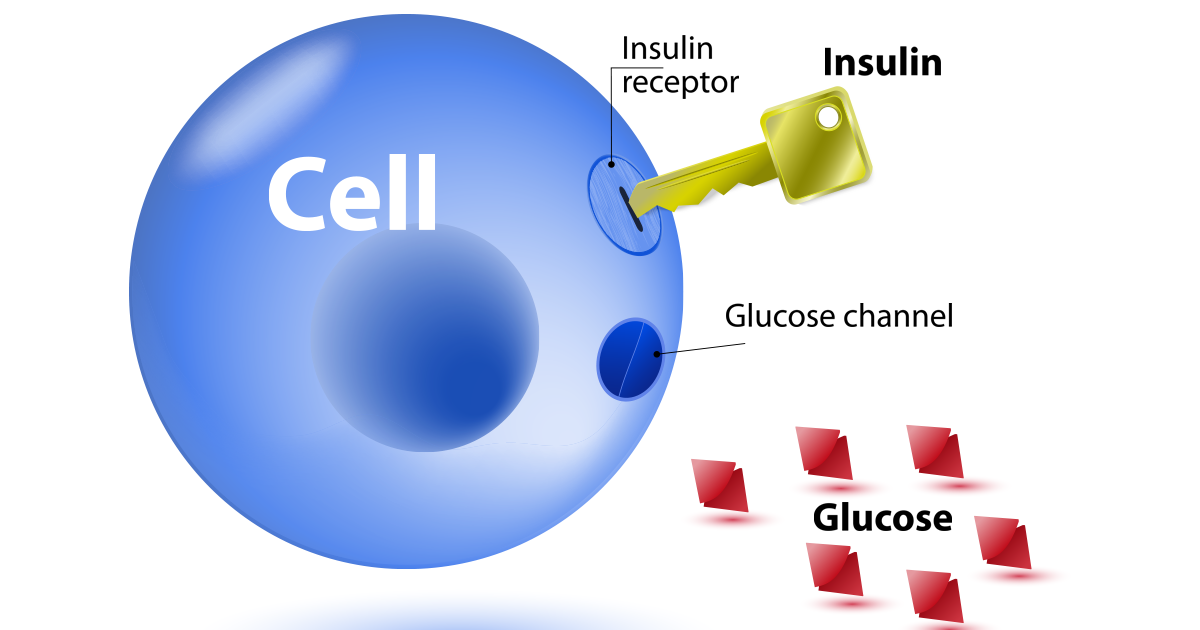 Insulin
receptor
Insulin
Cell
Glucose channel
Glucose